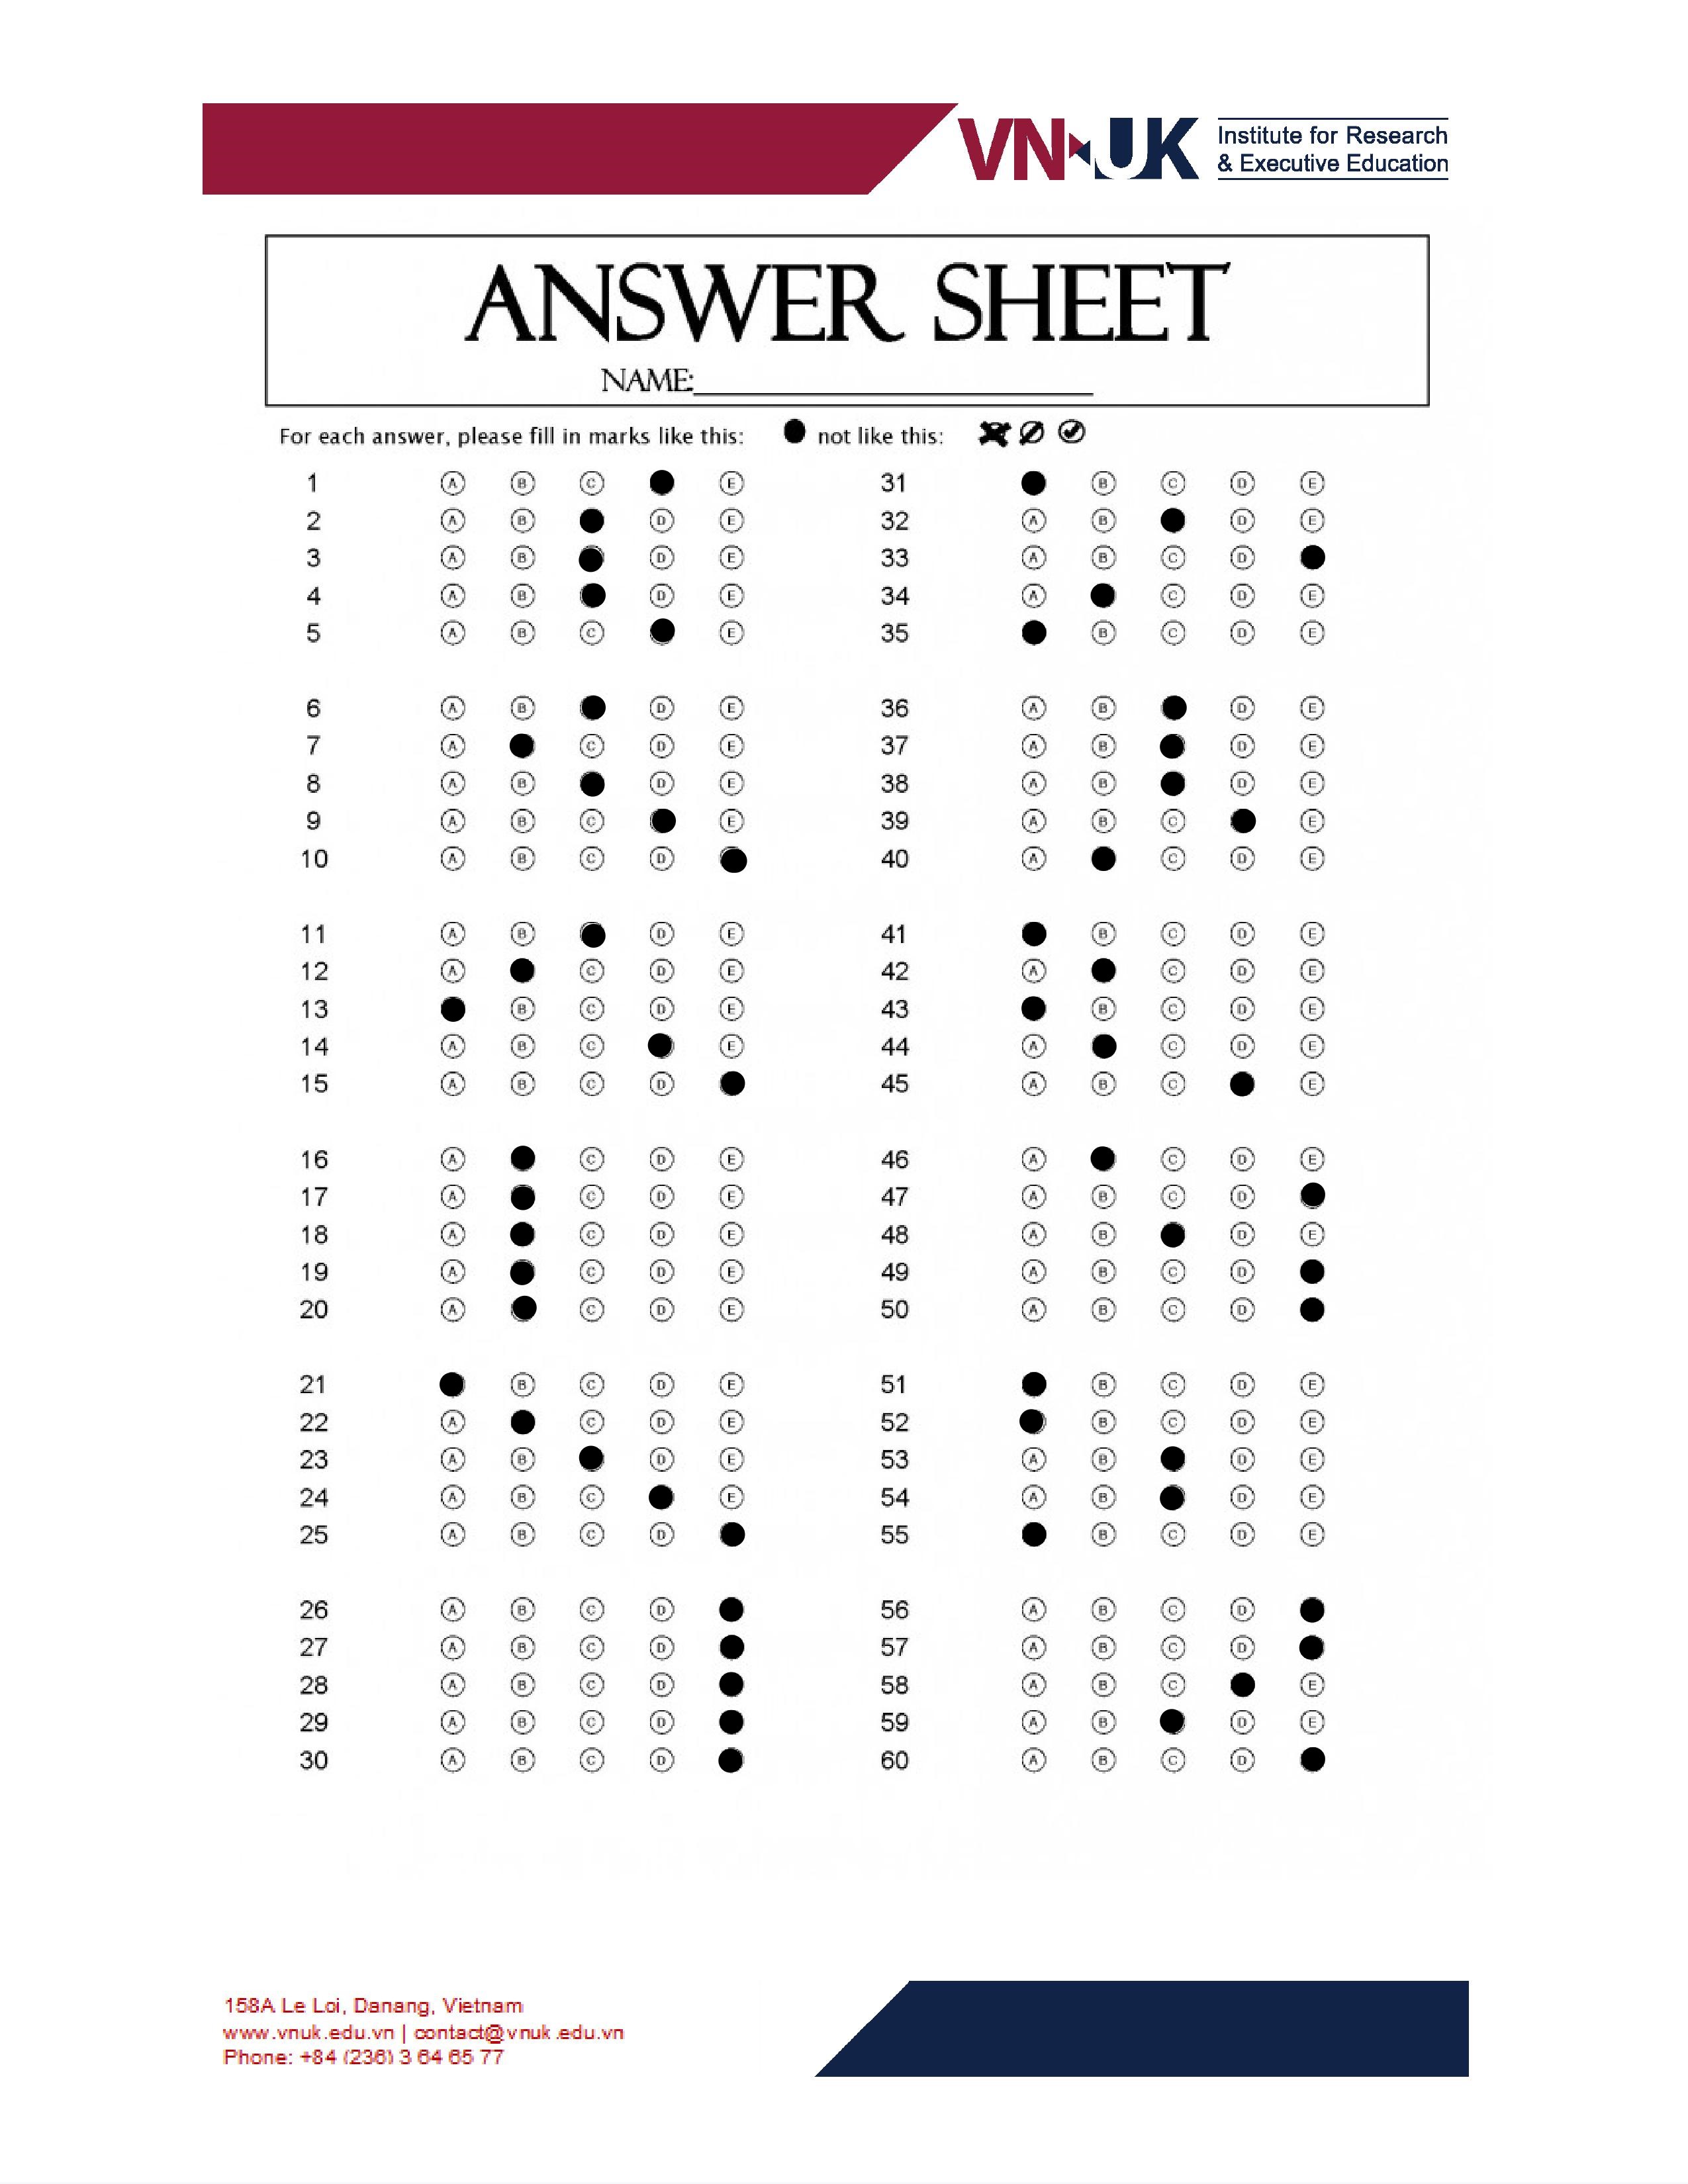 VN UK Institute for Research
& Executive Education
ANSWER SHEET
NAME:
For each answer, please fill in marks like this: not like this:
1 A B C E 31 B C D E
2 A B D E 32 A B D E
3 A B D E 33 A B C D
4 A B D E 34 A C D E
5 A B C E 35 B C D E
6 A B D E 36 A B D E
7 A C D E 37 A B D E
8 A B D E 38 A B D E
9 A B C E 39 A B C E
10 A B C D 40 A C D E
11 A B D E 41 B C D E
12 A C D E 42 A C D E
13 B C D E 43 B C D E
14 A B C E 44 A C D E
15 A B C D 45 A B C E
16 A C D E 46 A C D E
17 A C D E 47 A B C D
18 A C D E 48 A B D E
19 A C D E 49 A B C D
20 A C D E 50 A B C D
21 B C D E 51 B C D E
22 A C D E 52 B C D E
23 A B D E 53 A B D E
24 A B C E 54 A B D E
25 A B C D 55 B C D E
26 A B C D 56 A B C D
27 A B C D 57 A B C D
28 A B C D 58 A B C E
29 A B C D 59 A B D E
30 A B C D 60 A B C D
158A Le Loi, Danang, Vietnam
www.vnuk.edu.vn | contact@vnuk.edu.vn
Phone: +84 (236) 3 64 65 77